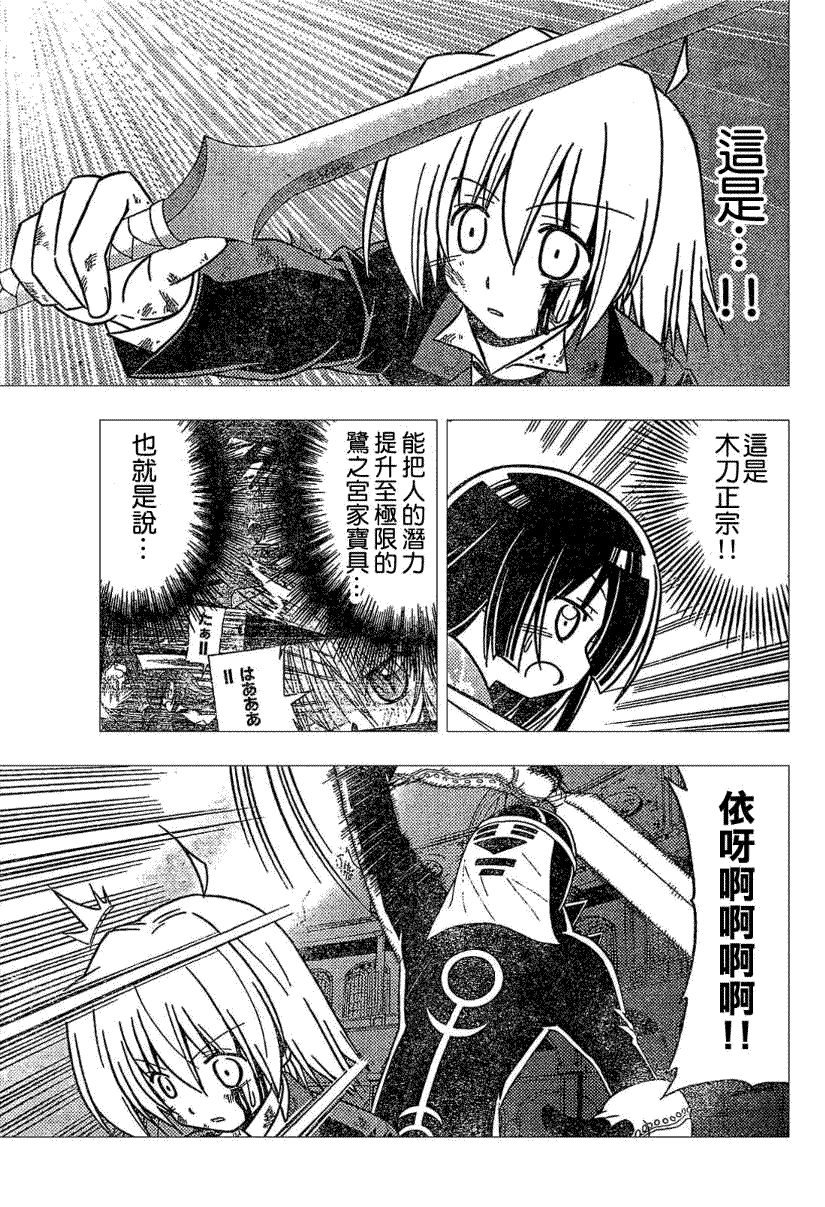 這是…!!
這是
木刀正宗!!
能把人的潛力
提升至極限的
鷺之宮家寶具…
也就是說…
はあああ
!!
たぁ!!
依呀啊啊啊啊!!